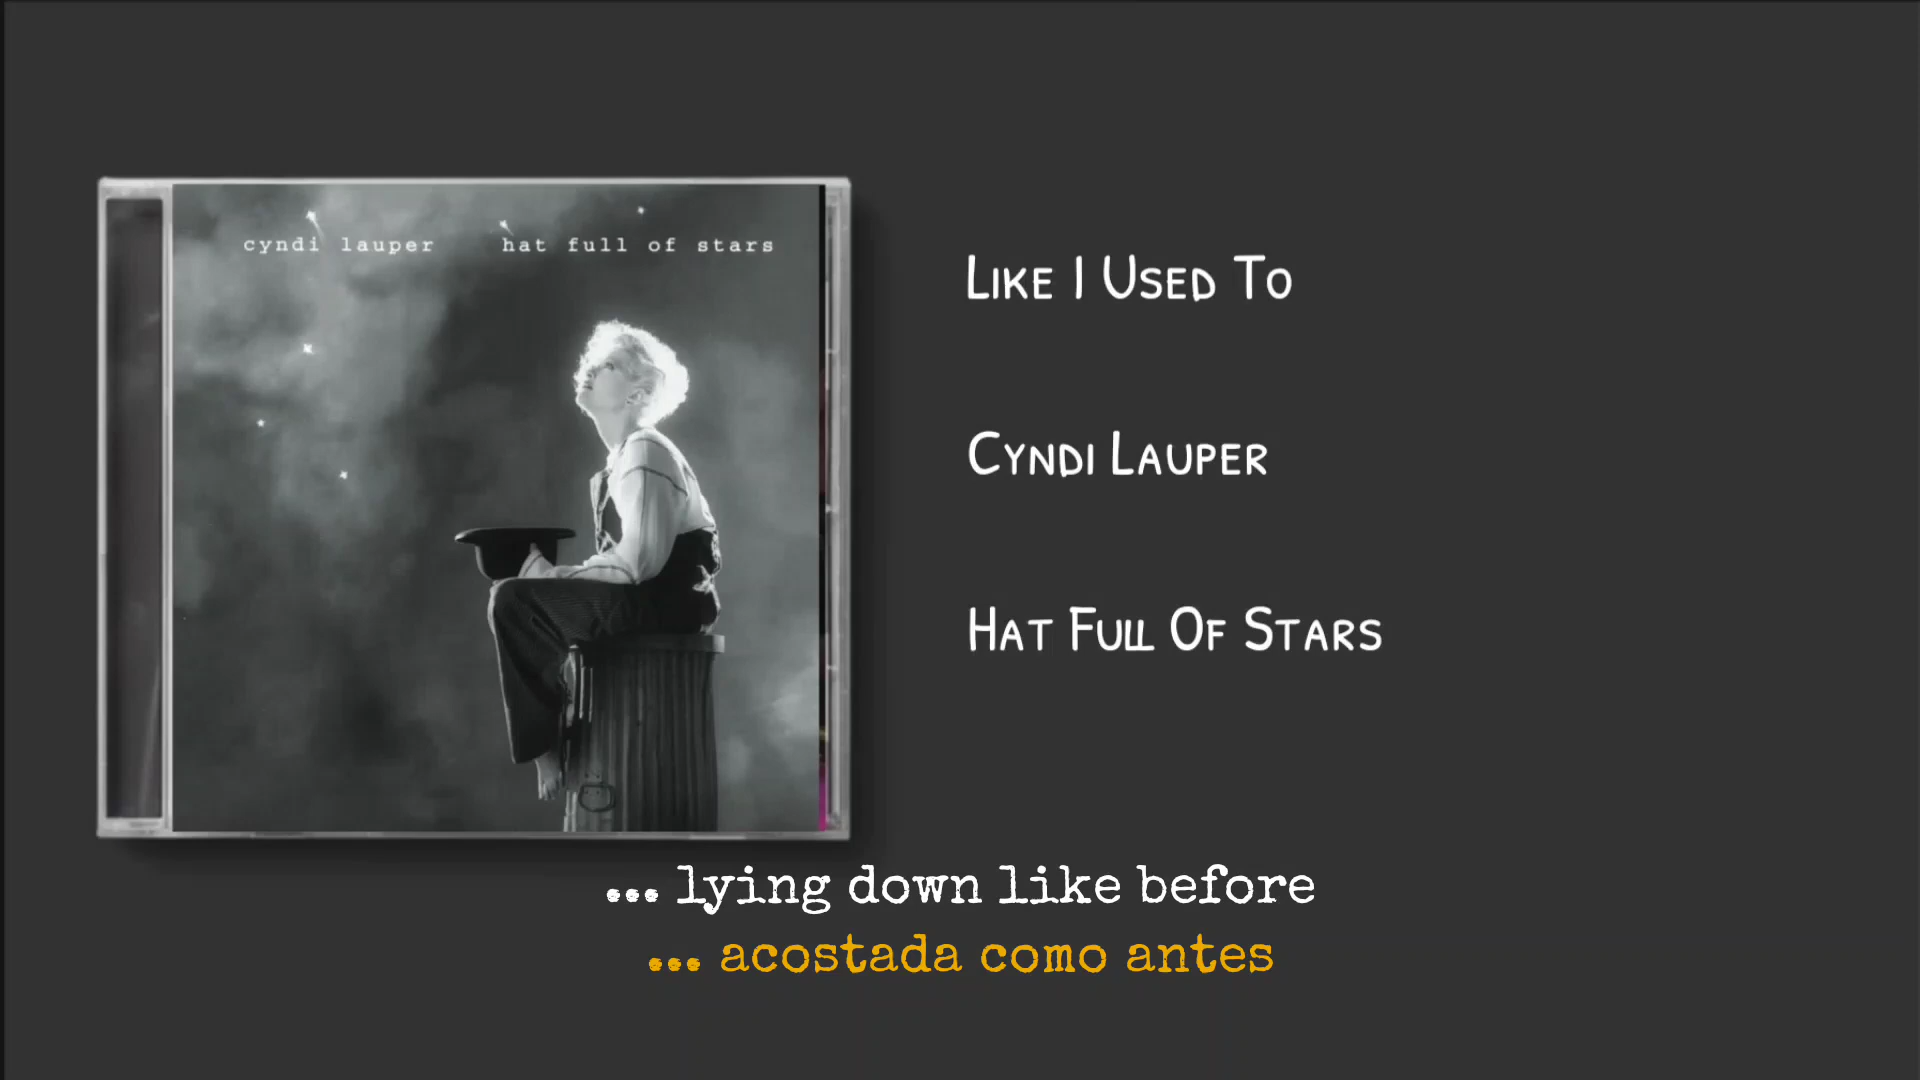 cyndi lauper hat full of stars
Like I Used To
Cyndi Lauper
Hat Full Of Stars
... lying down like before
... acostada como antes